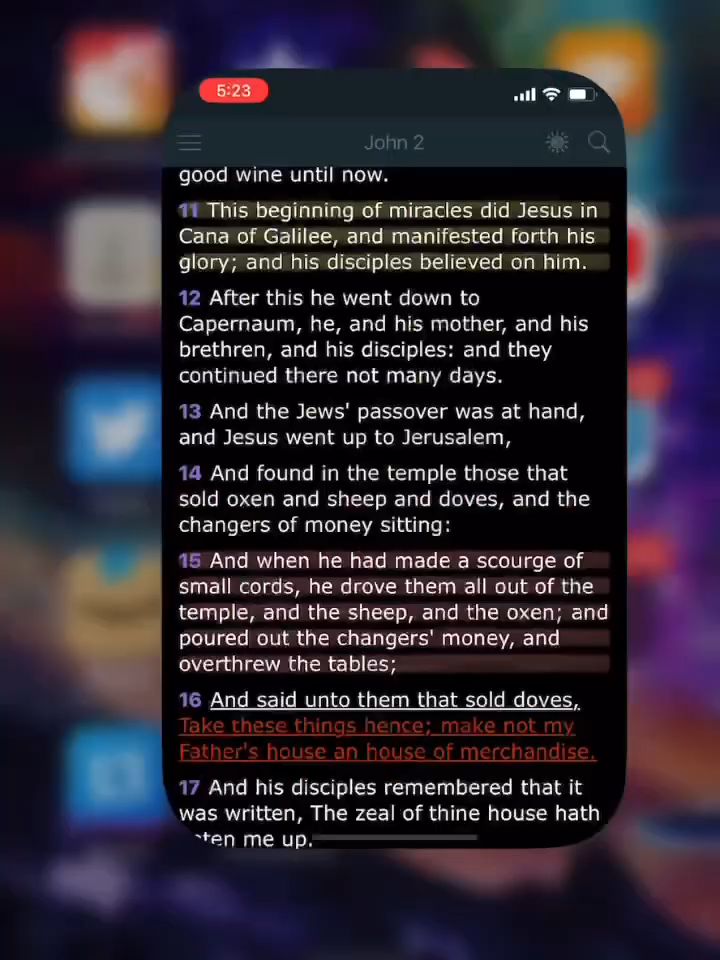 5:23
John 2
good wine until now.
11 This beginning of miracles did Jesus in
Cana of Galilee, and manifested forth his
glory; and his disciples believed on him.
12 After this he went down to
Capernaum, he, and his mother, and his
brethren, and his disciples: and they
continued there not many days.
13 And the Jews' passover was at hand,
and Jesus went up to Jerusalem,
14 And found in the temple those that
sold oxen and sheep and doves, and the
changers of money sitting:
15 And when he had made a scourge of
small cords, he drove them all out of the
temple, and the sheep, and the oxen; and
poured out the changers' money, and
overthrew the tables;
16 And said unto them that sold doves,
Take these things hence; make not my
Father's house an house of merchandise.
17 And his disciples remembered that it
was written, The zeal of thine house hath
me up.